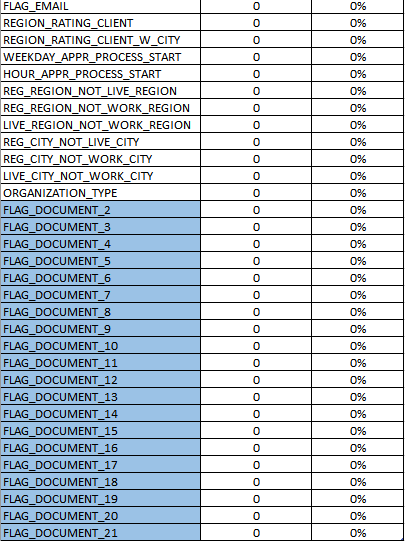 FLAG_EMAIL 0 0%
REGION_RATING_CLIENT 0 0%
REGION_RATING_CLIENT_W_CITY 0 0%
WEEKDAY_APPR_PROCESS_START 0 0%
HOUR_APPR_PROCESS_START 0 0%
REG_REGION_NOT_LIVE_REGION 0 0%
REG_REGION_NOT_WORK_REGION 0 0%
LIVE_REGION_NOT_WORK_REGION 0 0%
REG_CITY_NOT_LIVE_CITY 0 0%
REG_CITY_NOT_WORK_CITY 0 0%
LIVE_CITY_NOT_WORK_CITY 0 0%
ORGANIZATION_TYPE 0 0%
FLAG_DOCUMENT_2 0 0%
FLAG_DOCUMENT_3 0 0%
FLAG_DOCUMENT_4 0 0%
FLAG_DOCUMENT_5 0 0%
FLAG_DOCUMENT_6 0 0%
FLAG_DOCUMENT_7 0 0%
FLAG_DOCUMENT_8 0 0%
FLAG_DOCUMENT_9 0 0%
FLAG_DOCUMENT_10 0 0%
FLAG_DOCUMENT_11 0 0%
FLAG_DOCUMENT_12 0 0%
FLAG_DOCUMENT_13 0 0%
FLAG_DOCUMENT_14 0 0%
FLAG_DOCUMENT_15 0 0%
FLAG_DOCUMENT_16 0 0%
FLAG_DOCUMENT_17 0 0%
FLAG_DOCUMENT_18 0 0%
FLAG_DOCUMENT_19 0 0%
FLAG_DOCUMENT_20 0 0%
FLAG_DOCUMENT_21 0 0%